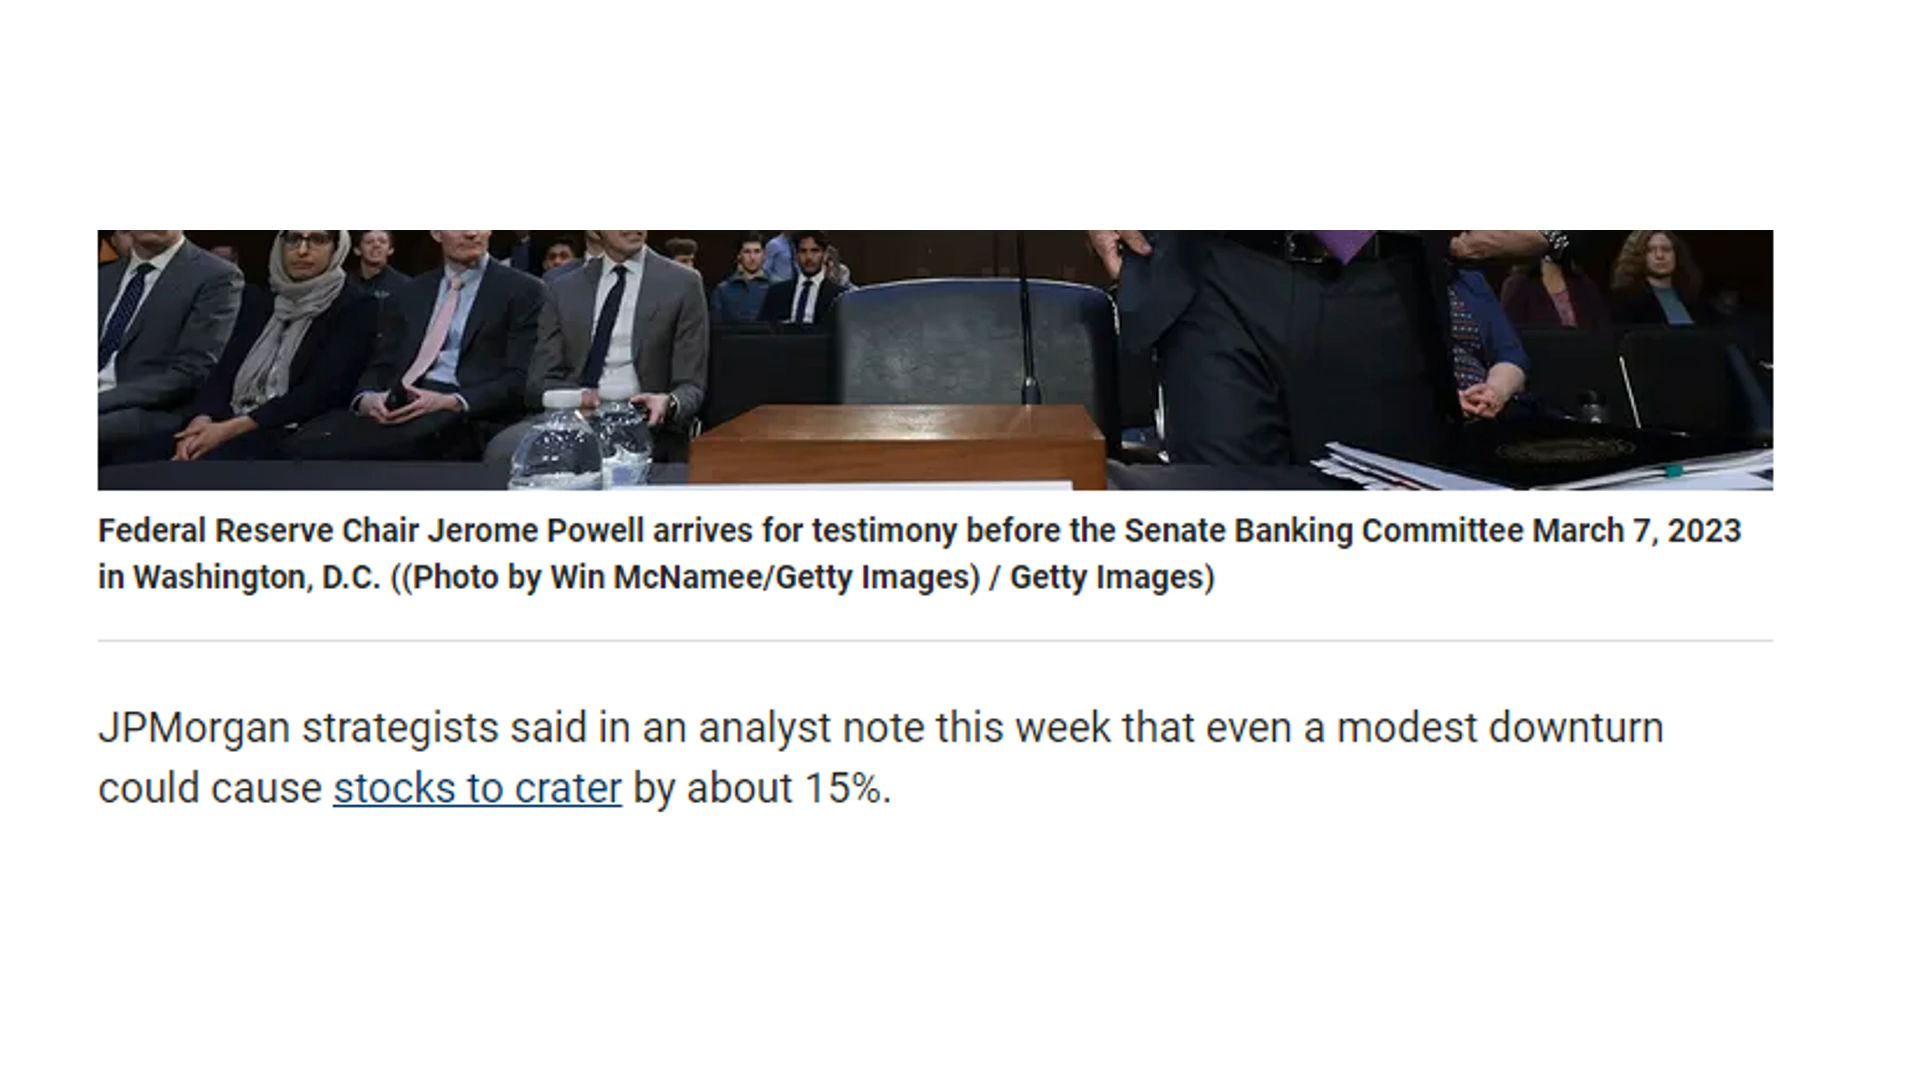 Federal Reserve Chair Jerome Powell arrives for testimony before the Senate Banking Committee March 7, 2023
in Washington, D.C. ((Photo by Win McNamee/Getty Images) / Getty Images)
JPMorgan strategists said in an analyst note this week that even a modest downturn
could cause stocks to crater by about 15%.